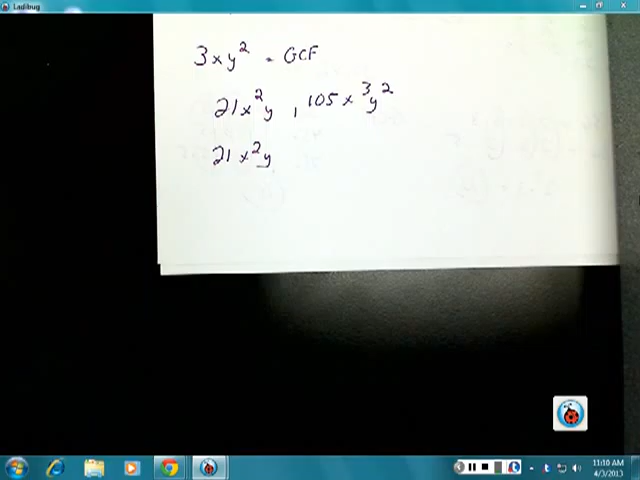 Ladibug
3xy² = GCF
21x²y , 105x³y²
21x²y
11:10 AM
4/3/2013